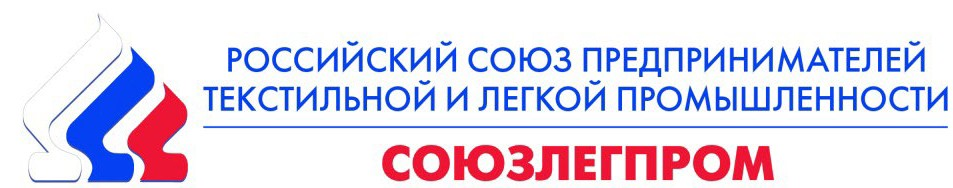 РОССИЙСКИЙ СОЮЗ ПРЕДПРИНИМАТЕЛЕЙ
ТЕКСТИЛЬНОЙ И ЛЕГКОЙ ПРОМЫШЛЕННОСТИ
СОЮЗЛЕГПРОМ